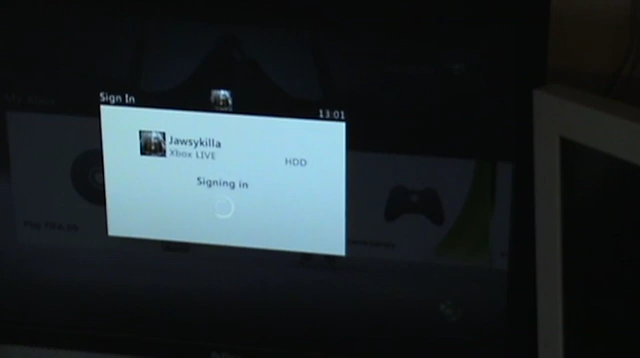 Sign In
13:01
Jawsykilla
Xbox LIVE
HDD
Signing in